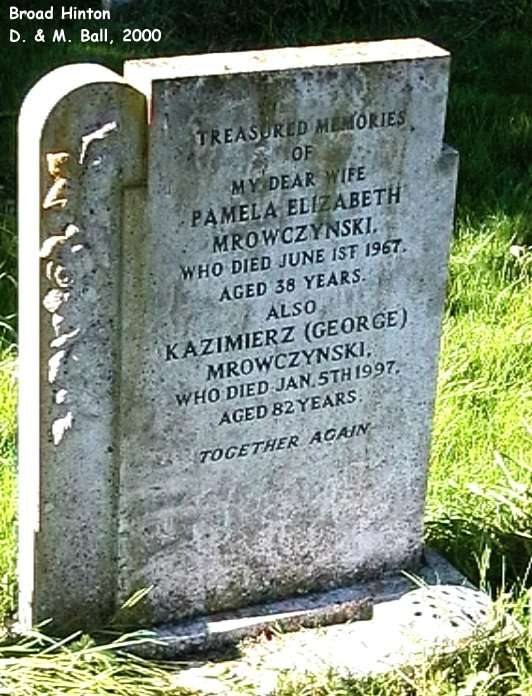 Broad Hinton
D. & M. Ball, 2000
TREASURED MEMORIES
OF
MY DEAR WIFE
PAMELA ELIZABETH
MROWCZYNSKI.
WHO DIED JUNE 1ST 1967.
AGED 38 YEARS.
ALSO
KAZIMIERZ (GEORGE)
MROWCZYNSKI.
WHO DIED JAN. 5TH 1997.
AGED 82 YEARS.
TOGETHER AGAIN